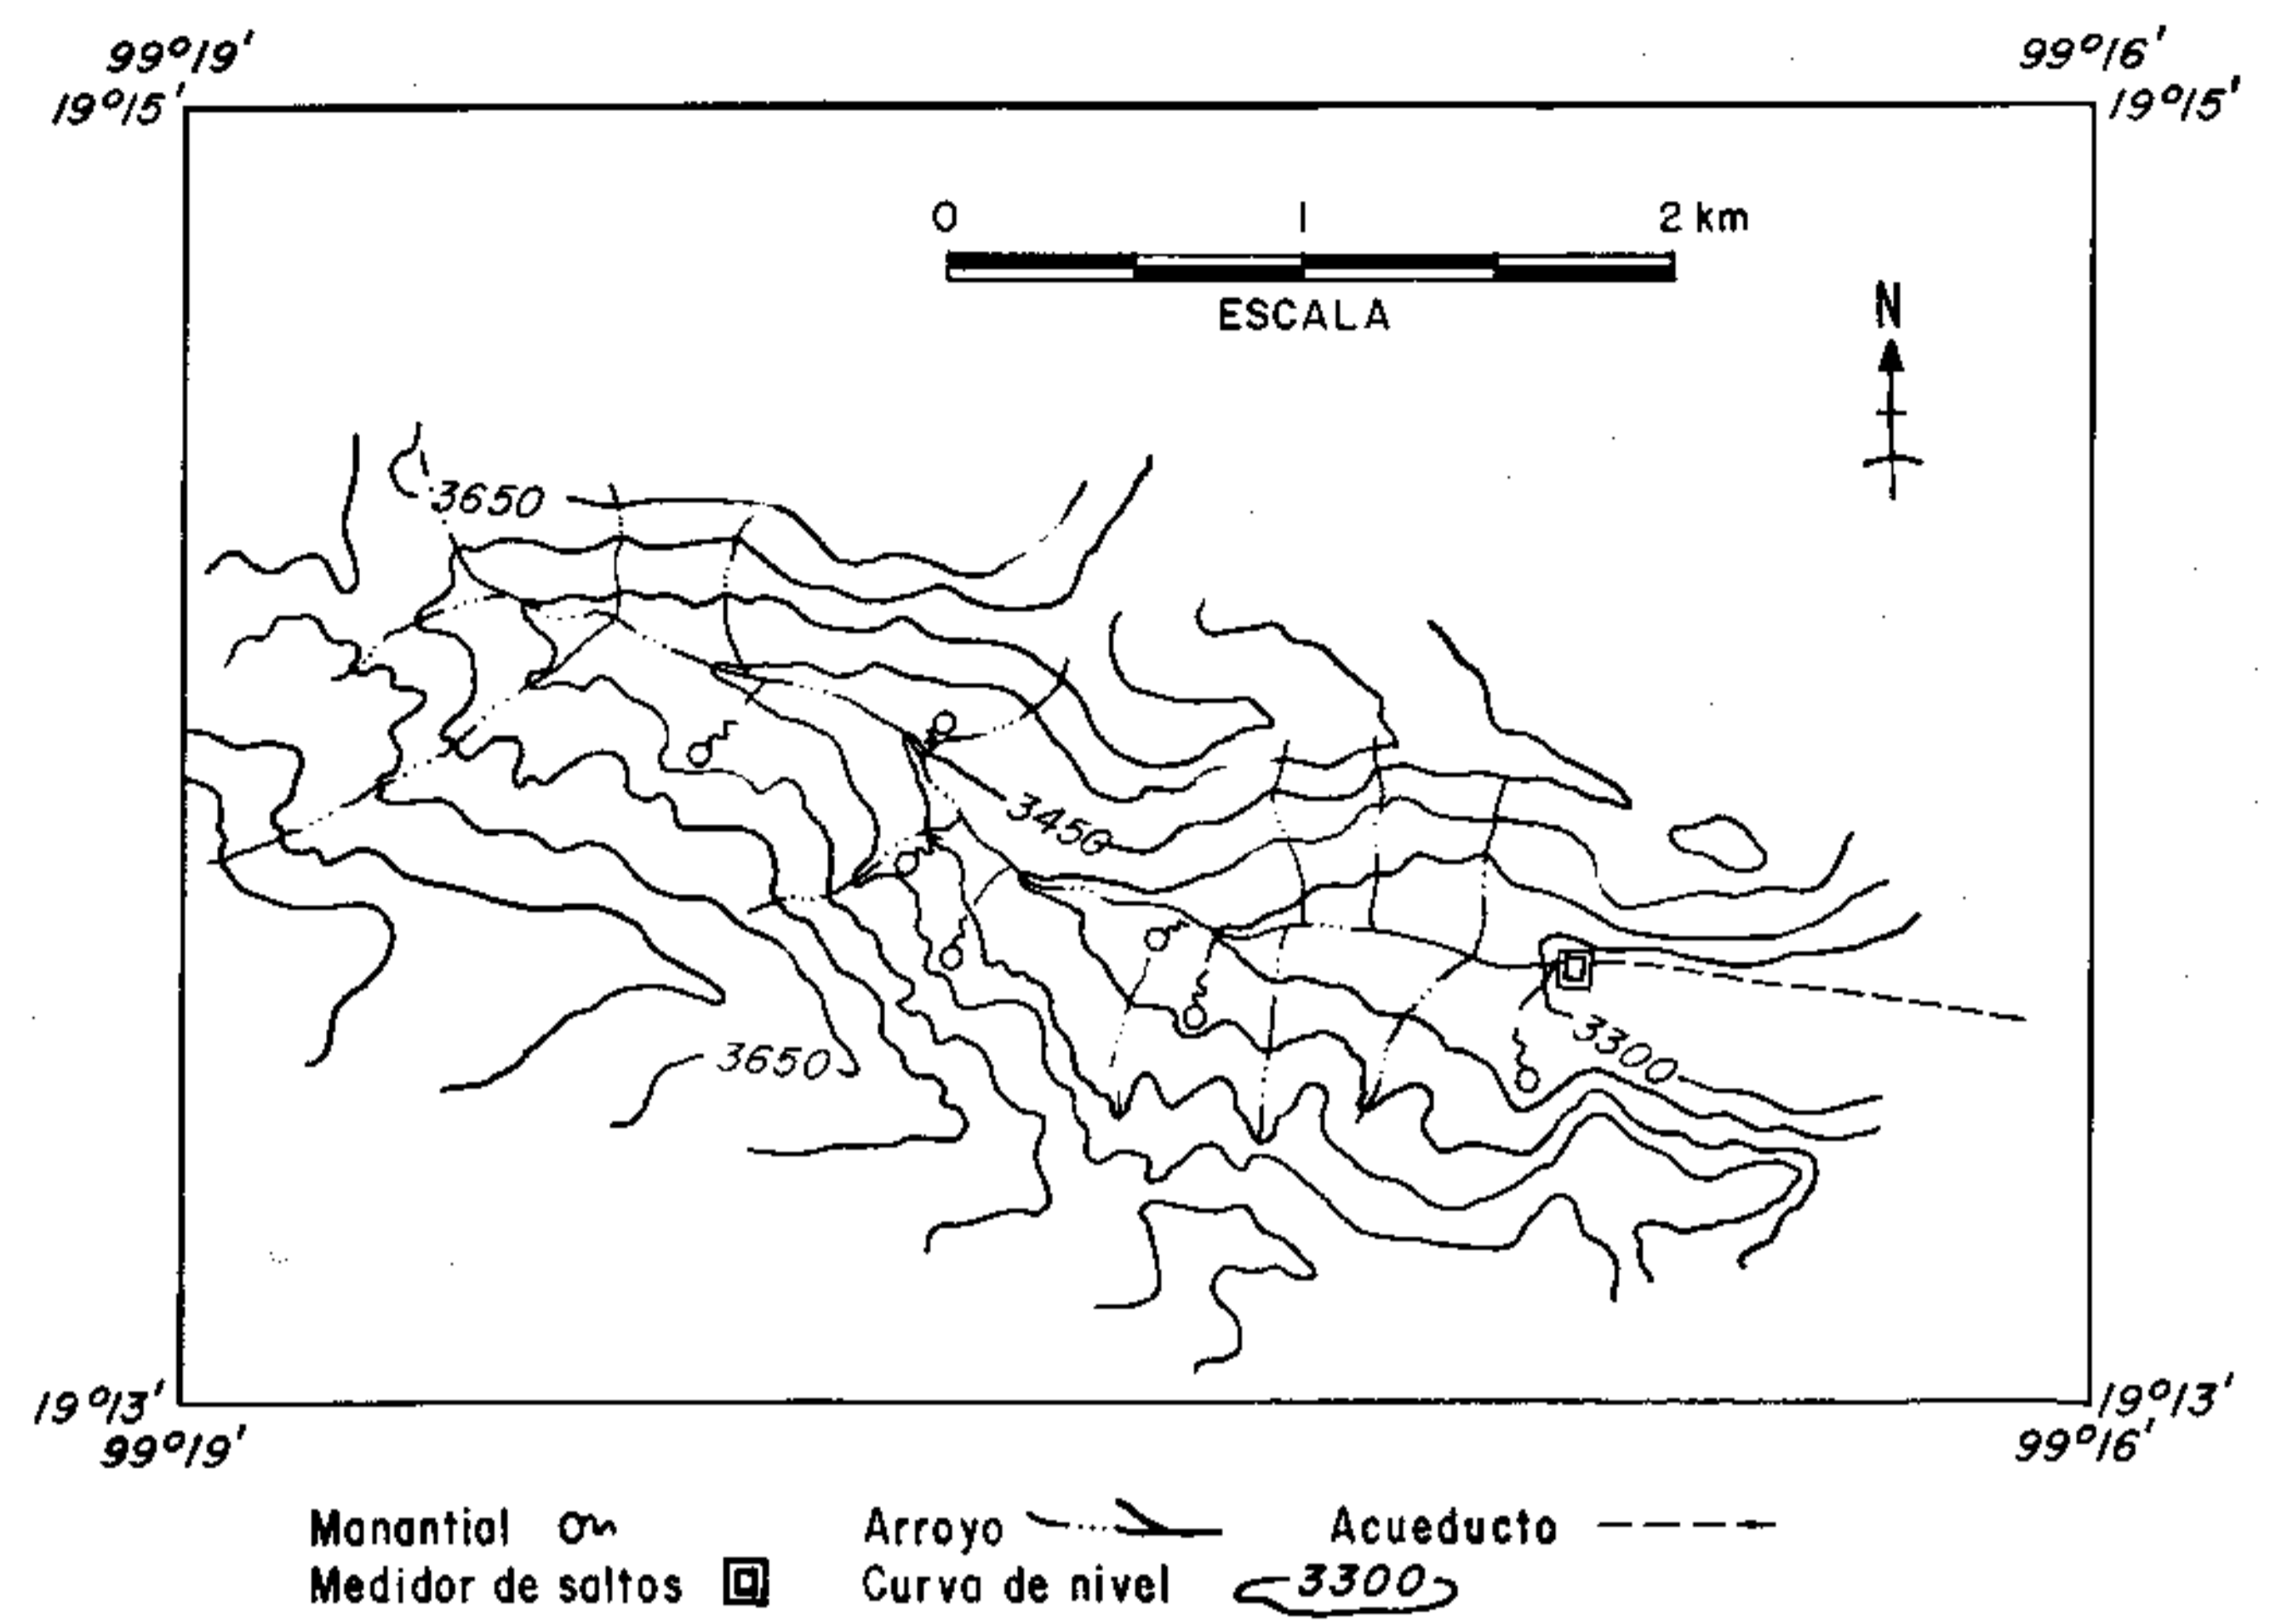 99°19' 99°16'
19°15' 19°15'
0 1 2 km
ESCALA
N
3650
3450
3300
3650
19°13' 19°13'
99°19' 99°16'
Manantial Arroyo Acueducto
Medidor de saltos Curva de nivel 3300